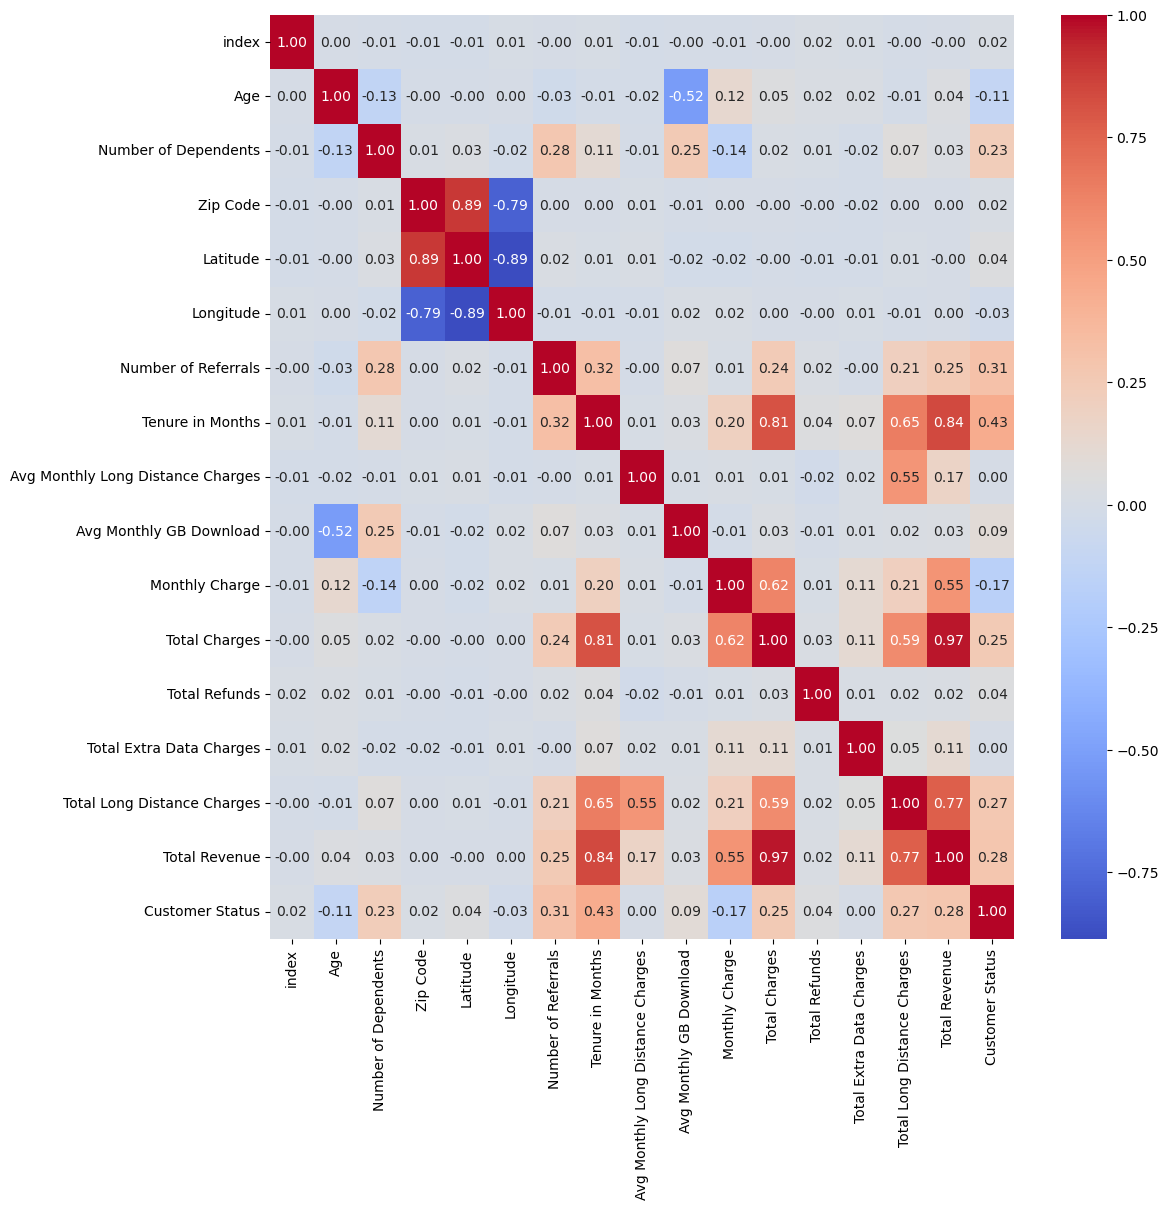 index 1.00 0.00 -0.01 -0.01 -0.01 0.01 -0.00 0.01 -0.01 -0.00 -0.01 -0.00 0.02 0.01 -0.00 -0.00 0.02
Age 0.00 1.00 -0.13 -0.00 -0.00 0.00 -0.03 -0.01 -0.02 -0.52 0.12 0.05 0.02 0.02 -0.01 0.04 -0.11
Number of Dependents -0.01 -0.13 1.00 0.01 0.03 -0.02 0.28 0.11 -0.01 0.25 -0.14 0.02 0.01 -0.02 0.07 0.03 0.23
Zip Code -0.01 -0.00 0.01 1.00 0.89 -0.79 0.00 0.00 0.01 -0.01 0.00 -0.00 -0.00 -0.02 0.00 0.00 0.02
Latitude -0.01 -0.00 0.03 0.89 1.00 -0.89 0.02 0.01 0.01 -0.02 -0.02 -0.00 -0.01 -0.01 0.01 -0.00 0.04
Longitude 0.01 0.00 -0.02 -0.79 -0.89 1.00 -0.01 -0.01 -0.01 0.02 0.02 0.00 -0.00 0.01 -0.01 0.00 -0.03
Number of Referrals -0.00 -0.03 0.28 0.00 0.02 -0.01 1.00 0.32 -0.00 0.07 0.01 0.24 0.02 -0.00 0.21 0.25 0.31
Tenure in Months 0.01 -0.01 0.11 0.00 0.01 -0.01 0.32 1.00 0.01 0.03 0.20 0.81 0.04 0.07 0.65 0.84 0.43
Avg Monthly Long Distance Charges -0.01 -0.02 -0.01 0.01 0.01 -0.01 -0.00 0.01 1.00 0.01 0.01 0.01 -0.02 0.02 0.55 0.17 0.00
Avg Monthly GB Download -0.00 -0.52 0.25 -0.01 -0.02 0.02 0.07 0.03 0.01 1.00 -0.01 0.03 -0.01 0.01 0.02 0.03 0.09
Monthly Charge -0.01 0.12 -0.14 0.00 -0.02 0.02 0.01 0.20 0.01 -0.01 1.00 0.62 0.01 0.11 0.21 0.55 -0.17
Total Charges -0.00 0.05 0.02 -0.00 -0.00 0.00 0.24 0.81 0.01 0.03 0.62 1.00 0.03 0.11 0.59 0.97 0.25
Total Refunds 0.02 0.02 0.01 -0.00 -0.01 -0.00 0.02 0.04 -0.02 -0.01 0.01 0.03 1.00 0.01 0.02 0.02 0.04
Total Extra Data Charges 0.01 0.02 -0.02 -0.02 -0.01 0.01 -0.00 0.07 0.02 0.01 0.11 0.11 0.01 1.00 0.05 0.11 0.00
Total Long Distance Charges -0.00 -0.01 0.07 0.00 0.01 -0.01 0.21 0.65 0.55 0.02 0.21 0.59 0.02 0.05 1.00 0.77 0.27
Total Revenue -0.00 0.04 0.03 0.00 -0.00 0.00 0.25 0.84 0.17 0.03 0.55 0.97 0.02 0.11 0.77 1.00 0.28
Customer Status 0.02 -0.11 0.23 0.02 0.04 -0.03 0.31 0.43 0.00 0.09 -0.17 0.25 0.04 0.00 0.27 0.28 1.00
index
Age
Number of Dependents
Zip Code
Latitude
Longitude
Number of Referrals
Tenure in Months
Avg Monthly Long Distance Charges
Avg Monthly GB Download
Monthly Charge
Total Charges
Total Refunds
Total Extra Data Charges
Total Long Distance Charges
Total Revenue
Customer Status
1.00
0.75
0.50
0.25
0.00
−0.25
−0.50
−0.75